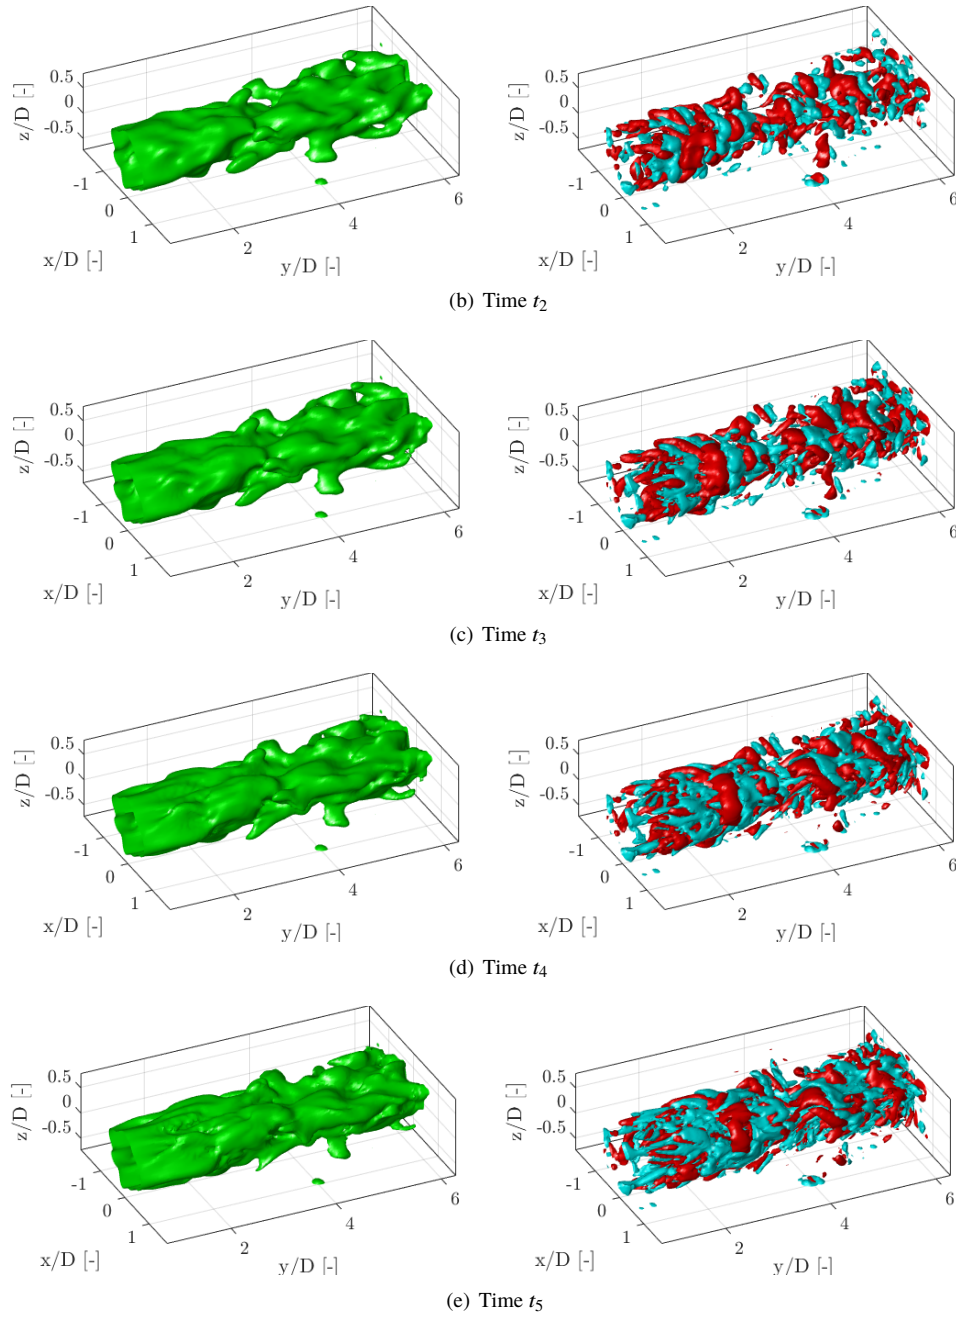 0.5
0
-0.5
z/D [-]
-1
0
1
x/D [-]
2
4
6
y/D [-]
0.5
0
-0.5
z/D [-]
-1
0
1
x/D [-]
2
4
6
y/D [-]
(b) Time t2
0.5
0
-0.5
z/D [-]
-1
0
1
x/D [-]
2
4
6
y/D [-]
0.5
0
-0.5
z/D [-]
-1
0
1
x/D [-]
2
4
6
y/D [-]
(c) Time t3
0.5
0
-0.5
z/D [-]
-1
0
1
x/D [-]
2
4
6
y/D [-]
0.5
0
-0.5
z/D [-]
-1
0
1
x/D [-]
2
4
6
y/D [-]
(d) Time t4
0.5
0
-0.5
z/D [-]
-1
0
1
x/D [-]
2
4
6
y/D [-]
0.5
0
-0.5
z/D [-]
-1
0
1
x/D [-]
2
4
6
y/D [-]
(e) Time t5